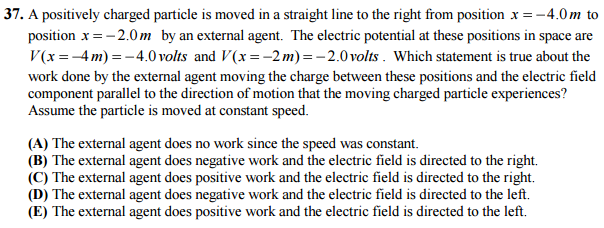 37. A positively charged particle is moved in a straight line to the right from position x = −4.0 m to
position x = −2.0 m by an external agent. The electric potential at these positions in space are
V(x = −4 m) = −4.0 volts and V(x = −2 m) = −2.0 volts . Which statement is true about the
work done by the external agent moving the charge between these positions and the electric field
component parallel to the direction of motion that the moving charged particle experiences?
Assume the particle is moved at constant speed.
(A) The external agent does no work since the speed was constant.
(B) The external agent does negative work and the electric field is directed to the right.
(C) The external agent does positive work and the electric field is directed to the right.
(D) The external agent does negative work and the electric field is directed to the left.
(E) The external agent does positive work and the electric field is directed to the left.